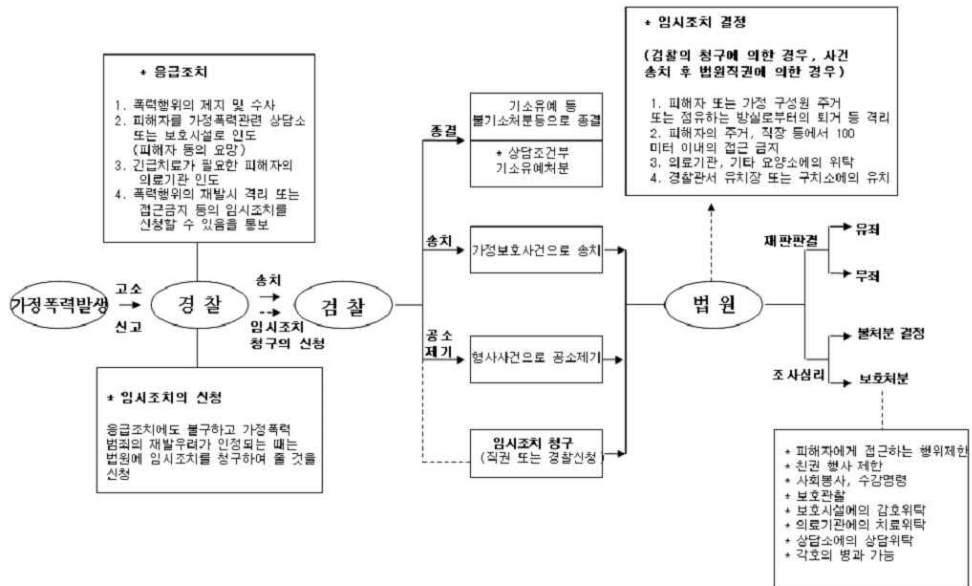 * 응급조치
1. 폭력행위의 제지 및 수사
2. 피해자를 가정폭력관련 상담소
또는 보호시설로 인도
(피해자 동의 요망)
3. 긴급치료가 필요한 피해자의
의료기관 인도
4. 폭력행위의 재발시 격리 또는
접근금지 등의 임시조치를
신청할 수 있음을 통보
가정폭력발생
고소
신고
경 찰
송치
임시조치
청구의 신청
검 찰
* 임시조치의 신청
응급조치에도 불구하고 가정폭력
범죄의 재발우려가 인정되는 때는
법원에 임시조치를 청구하여 줄 것을
신청
종결
기소유예 등
불기소처분등으로 종결
* 상담조건부
기소유예처분
송치
가정보호사건으로 송치
공소
제기
형사사건으로 공소제기
임시조치 청구
(직권 또는 경찰신청)
* 임시조치 결정
(검찰의 청구에 의한 경우, 사건
송치 후 법원직권에 의한 경우)
1. 피해자 또는 가정 구성원 주거
또는 점유하는 방실로부터의 퇴거 등 격리
2. 피해자의 주거, 직장 등에서 100
미터 이내의 접근 금지
3. 의료기관, 기타 요양소에의 위탁
4. 경찰관서 유치장 또는 구치소에의 유치
법 원
재판판결
유죄
무죄
조사심리
불처분 결정
보호처분
* 피해자에게 접근하는 행위제한
* 친권 행사 제한
* 사회봉사, 수강명령
* 보호관찰
* 보호시설에의 감호위탁
* 의료기관에의 치료위탁
* 상담소에의 상담위탁
* 각호의 병과 가능